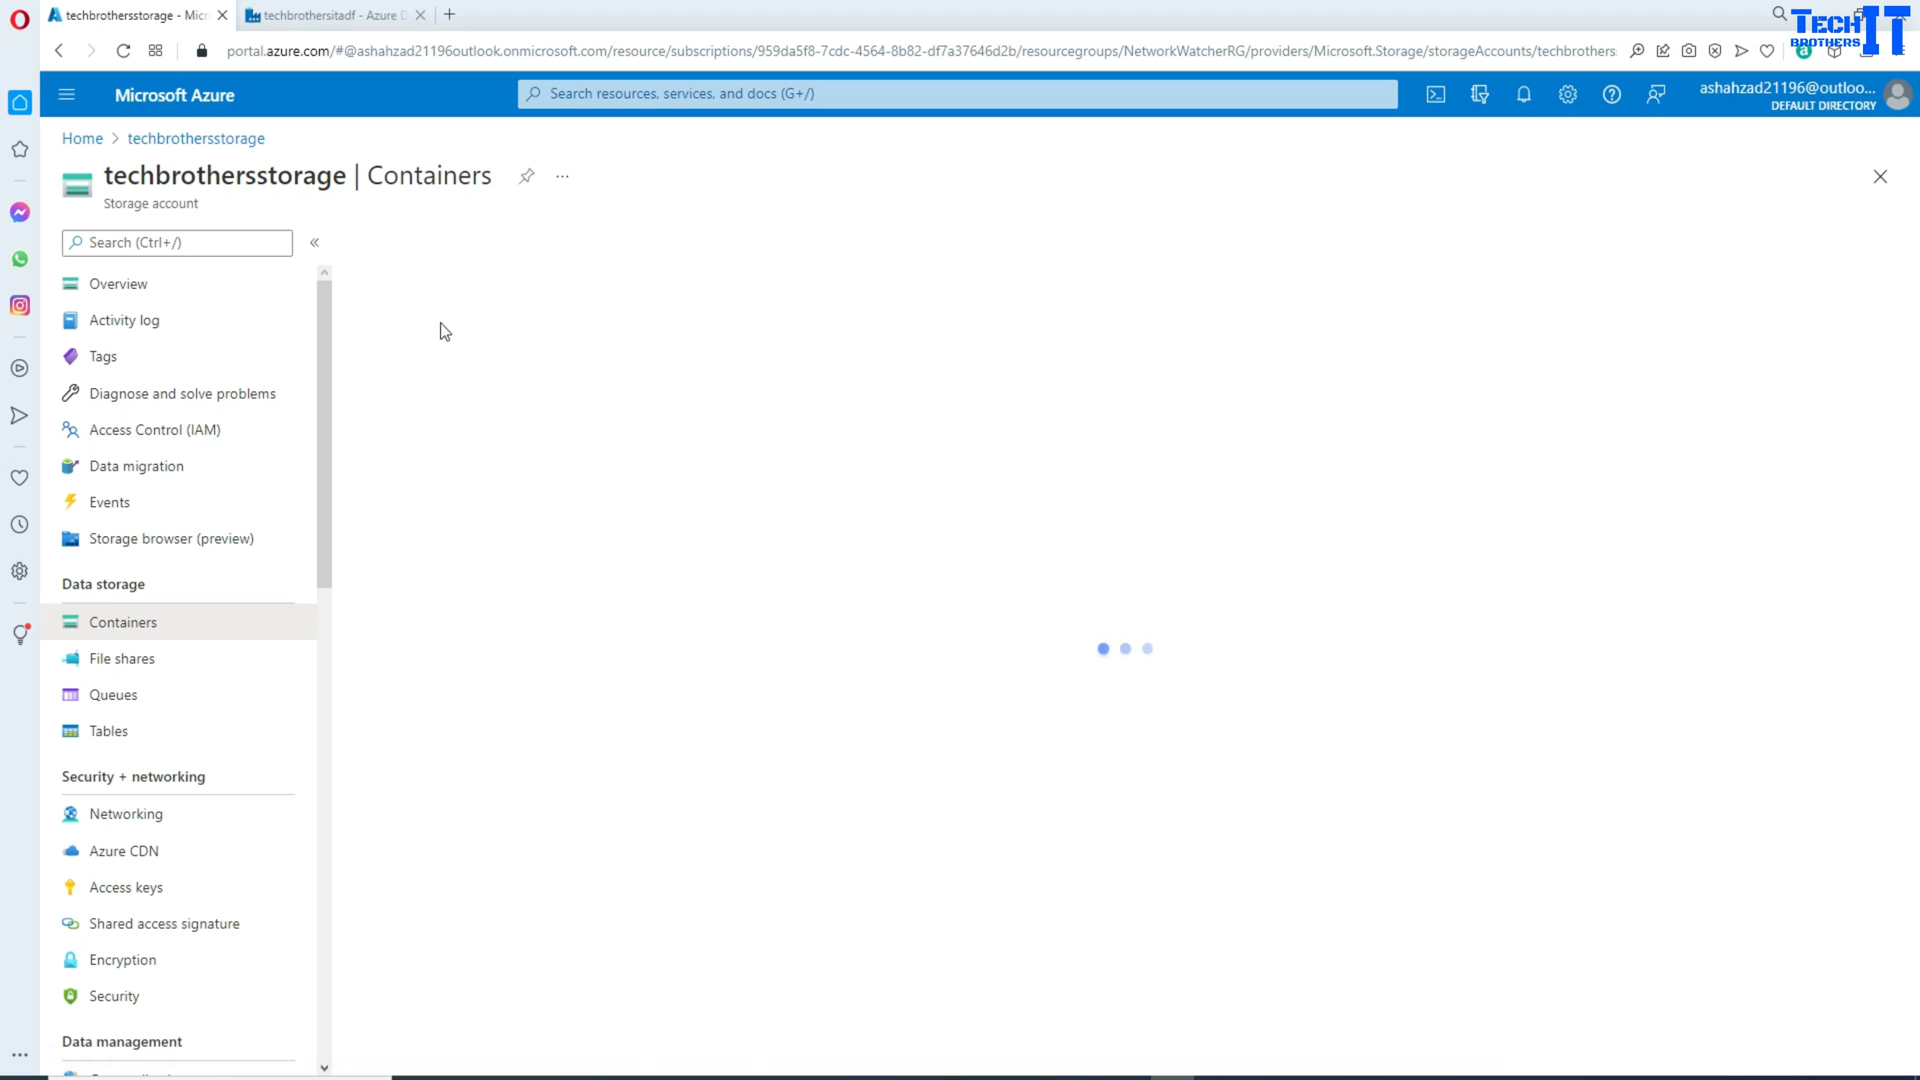 techbrothersstorage - Micr
techbrothersitadf - Azure D
TECH IT
BROTHERS
portal.azure.com/#@ashahzad21196outlook.onmicrosoft.com/resource/subscriptions/959da5f8-7cdc-4564-8b82-df7a37646d2b/resourcegroups/NetworkWatcherRG/providers/Microsoft.Storage/storageAccounts/techbrothers
Microsoft Azure
Search resources, services, and docs (G+/)
ashahzad21196@outloo...
DEFAULT DIRECTORY
Home > techbrothersstorage
techbrothersstorage | Containers
Storage account
Search (Ctrl+/)
Overview
Activity log
Tags
Diagnose and solve problems
Access Control (IAM)
Data migration
Events
Storage browser (preview)
Data storage
Containers
File shares
Queues
Tables
Security + networking
Networking
Azure CDN
Access keys
Shared access signature
Encryption
Security
Data management